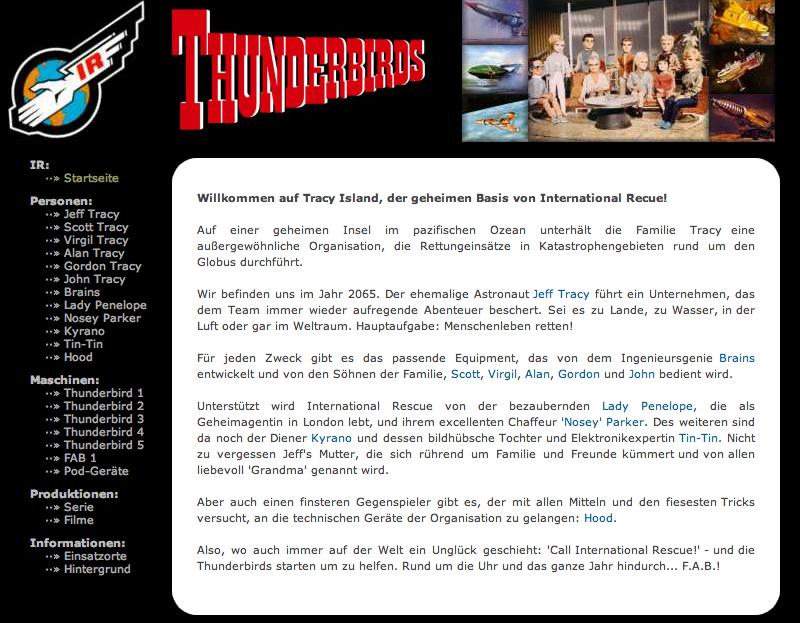 IR
THUNDERBIRDS
IR:
··» Startseite
Personen:
··» Jeff Tracy
··» Scott Tracy
··» Virgil Tracy
··» Alan Tracy
··» Gordon Tracy
··» John Tracy
··» Brains
··» Lady Penelope
··» Nosey Parker
··» Kyrano
··» Tin-Tin
··» Hood
Maschinen:
··» Thunderbird 1
··» Thunderbird 2
··» Thunderbird 3
··» Thunderbird 4
··» Thunderbird 5
··» FAB 1
··» Pod-Geräte
Produktionen:
··» Serie
··» Filme
Informationen:
··» Einsatzorte
··» Hintergrund
Willkommen auf Tracy Island, der geheimen Basis von International Recue!
Auf einer geheimen Insel im pazifischen Ozean unterhält die Familie Tracy eine
außergewöhnliche Organisation, die Rettungeinsätze in Katastrophengebieten rund um den
Globus durchführt.
Wir befinden uns im Jahr 2065. Der ehemalige Astronaut Jeff Tracy führt ein Unternehmen, das
dem Team immer wieder aufregende Abenteuer beschert. Sei es zu Lande, zu Wasser, in der
Luft oder gar im Weltraum. Hauptaufgabe: Menschenleben retten!
Für jeden Zweck gibt es das passende Equipment, das von dem Ingenieursgenie Brains
entwickelt und von den Söhnen der Familie, Scott, Virgil, Alan, Gordon und John bedient wird.
Unterstützt wird International Rescue von der bezaubernden Lady Penelope, die als
Geheimagentin in London lebt, und ihrem excellenten Chaffeur 'Nosey' Parker. Des weiteren sind
da noch der Diener Kyrano und dessen bildhübsche Tochter und Elektronikexpertin Tin-Tin. Nicht
zu vergessen Jeff's Mutter, die sich rührend um Familie und Freunde kümmert und von allen
liebevoll 'Grandma' genannt wird.
Aber auch einen finsteren Gegenspieler gibt es, der mit allen Mitteln und den fiesesten Tricks
versucht, an die technischen Geräte der Organisation zu gelangen: Hood.
Also, wo auch immer auf der Welt ein Unglück geschieht: 'Call International Rescue!' - und die
Thunderbirds starten um zu helfen. Rund um die Uhr und das ganze Jahr hindurch... F.A.B.!